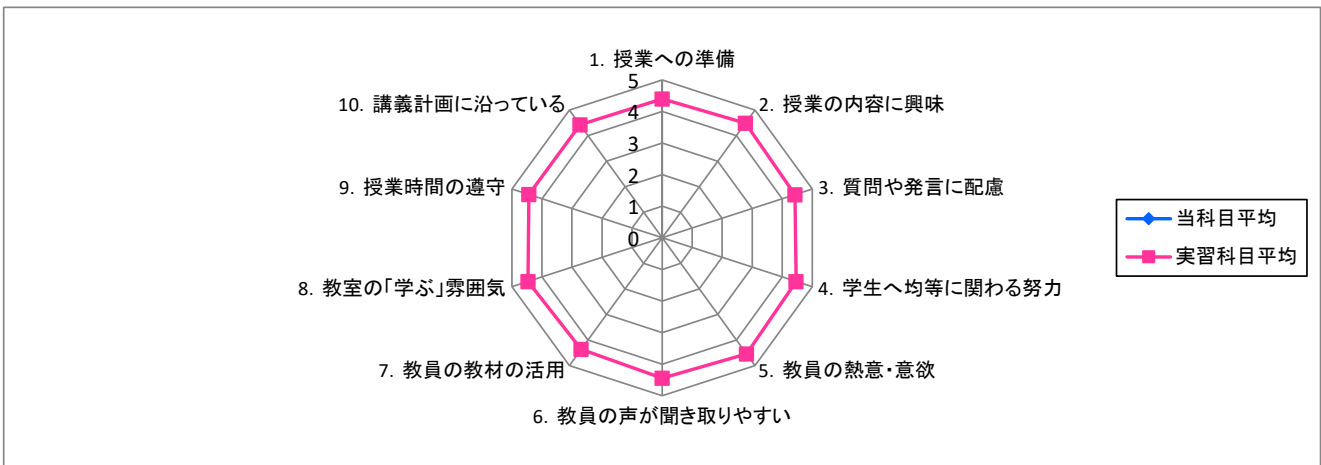 1. 授業への準備
2. 授業の内容に興味
3. 質問や発言に配慮
4. 学生へ均等に関わる努力
5. 教員の熱意・意欲
6. 教員の声が聞き取りやすい
7. 教員の教材の活用
8. 教室の「学ぶ」雰囲気
9. 授業時間の遵守
10. 講義計画に沿っている
5
4
3
2
1
0
当科目平均
実習科目平均